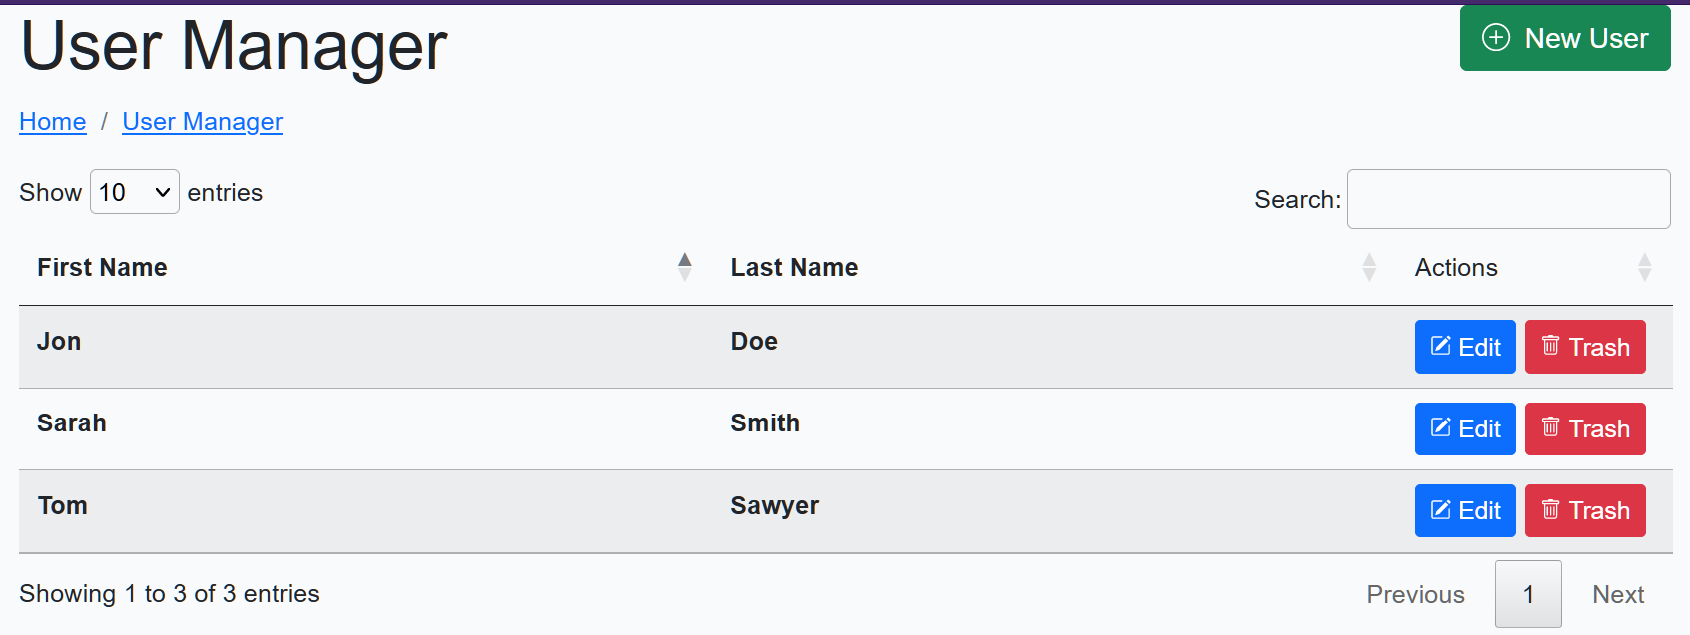 User Manager
New User
Home / User Manager
Show 10 entries
Search:
First Name Last Name Actions
Jon Doe Edit Trash
Sarah Smith Edit Trash
Tom Sawyer Edit Trash
Showing 1 to 3 of 3 entries
Previous 1 Next